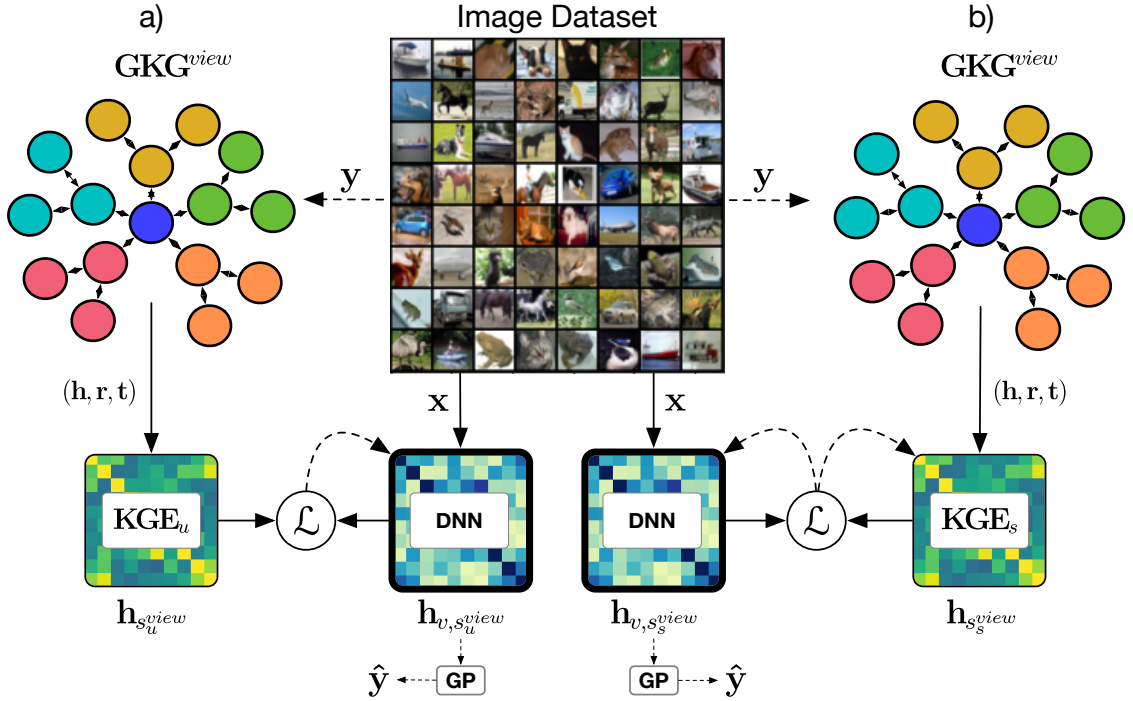 a)
Image Dataset
b)
GKG^view
GKG^view
y
y
(h, r, t)
x
x
(h, r, t)
KGE_u
ℒ
DNN
DNN
ℒ
KGE_s
h_{s_u^{view}}
h_{v,s_u^{view}}
h_{v,s_s^{view}}
h_{s_s^{view}}
ŷ
GP
GP
ŷ